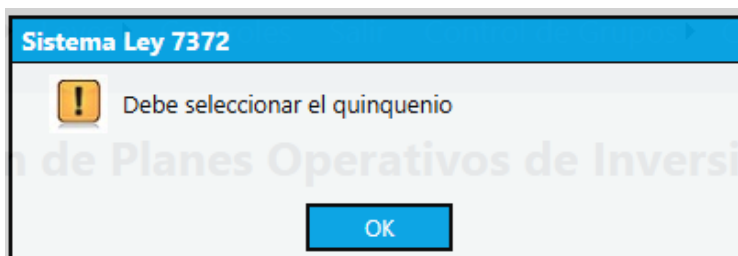 Sistema Ley 7372
Debe seleccionar el quinquenio
n de Planes Operativos de Inversi
OK